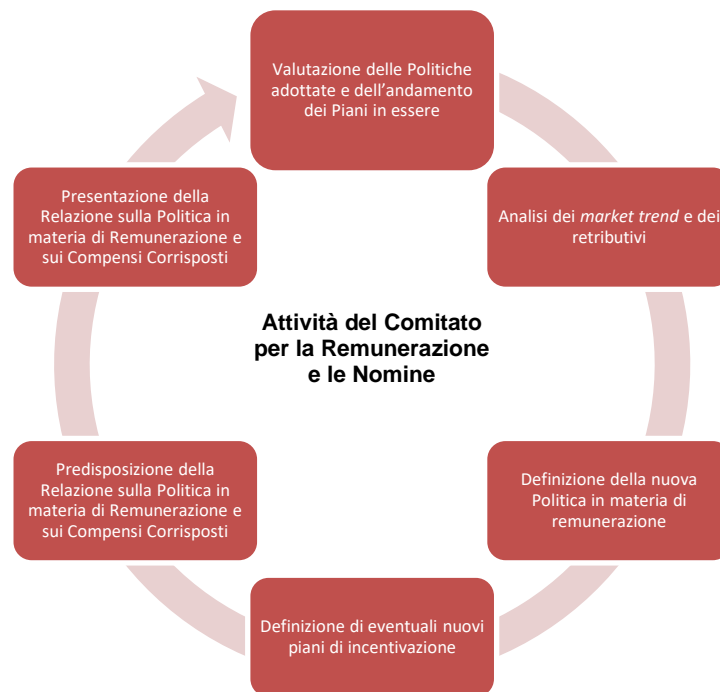 Valutazione delle Politiche
adottate e dell'andamento
dei Piani in essere
Analisi dei market trend e dei
retributivi
Definizione della nuova
Politica in materia di
remunerazione
Definizione di eventuali nuovi
piani di incentivazione
Predisposizione della
Relazione sulla Politica in
materia di Remunerazione e
sui Compensi Corrisposti
Presentazione della
Relazione sulla Politica in
materia di Remunerazione e
sui Compensi Corrisposti
Attività del Comitato
per la Remunerazione
e le Nomine